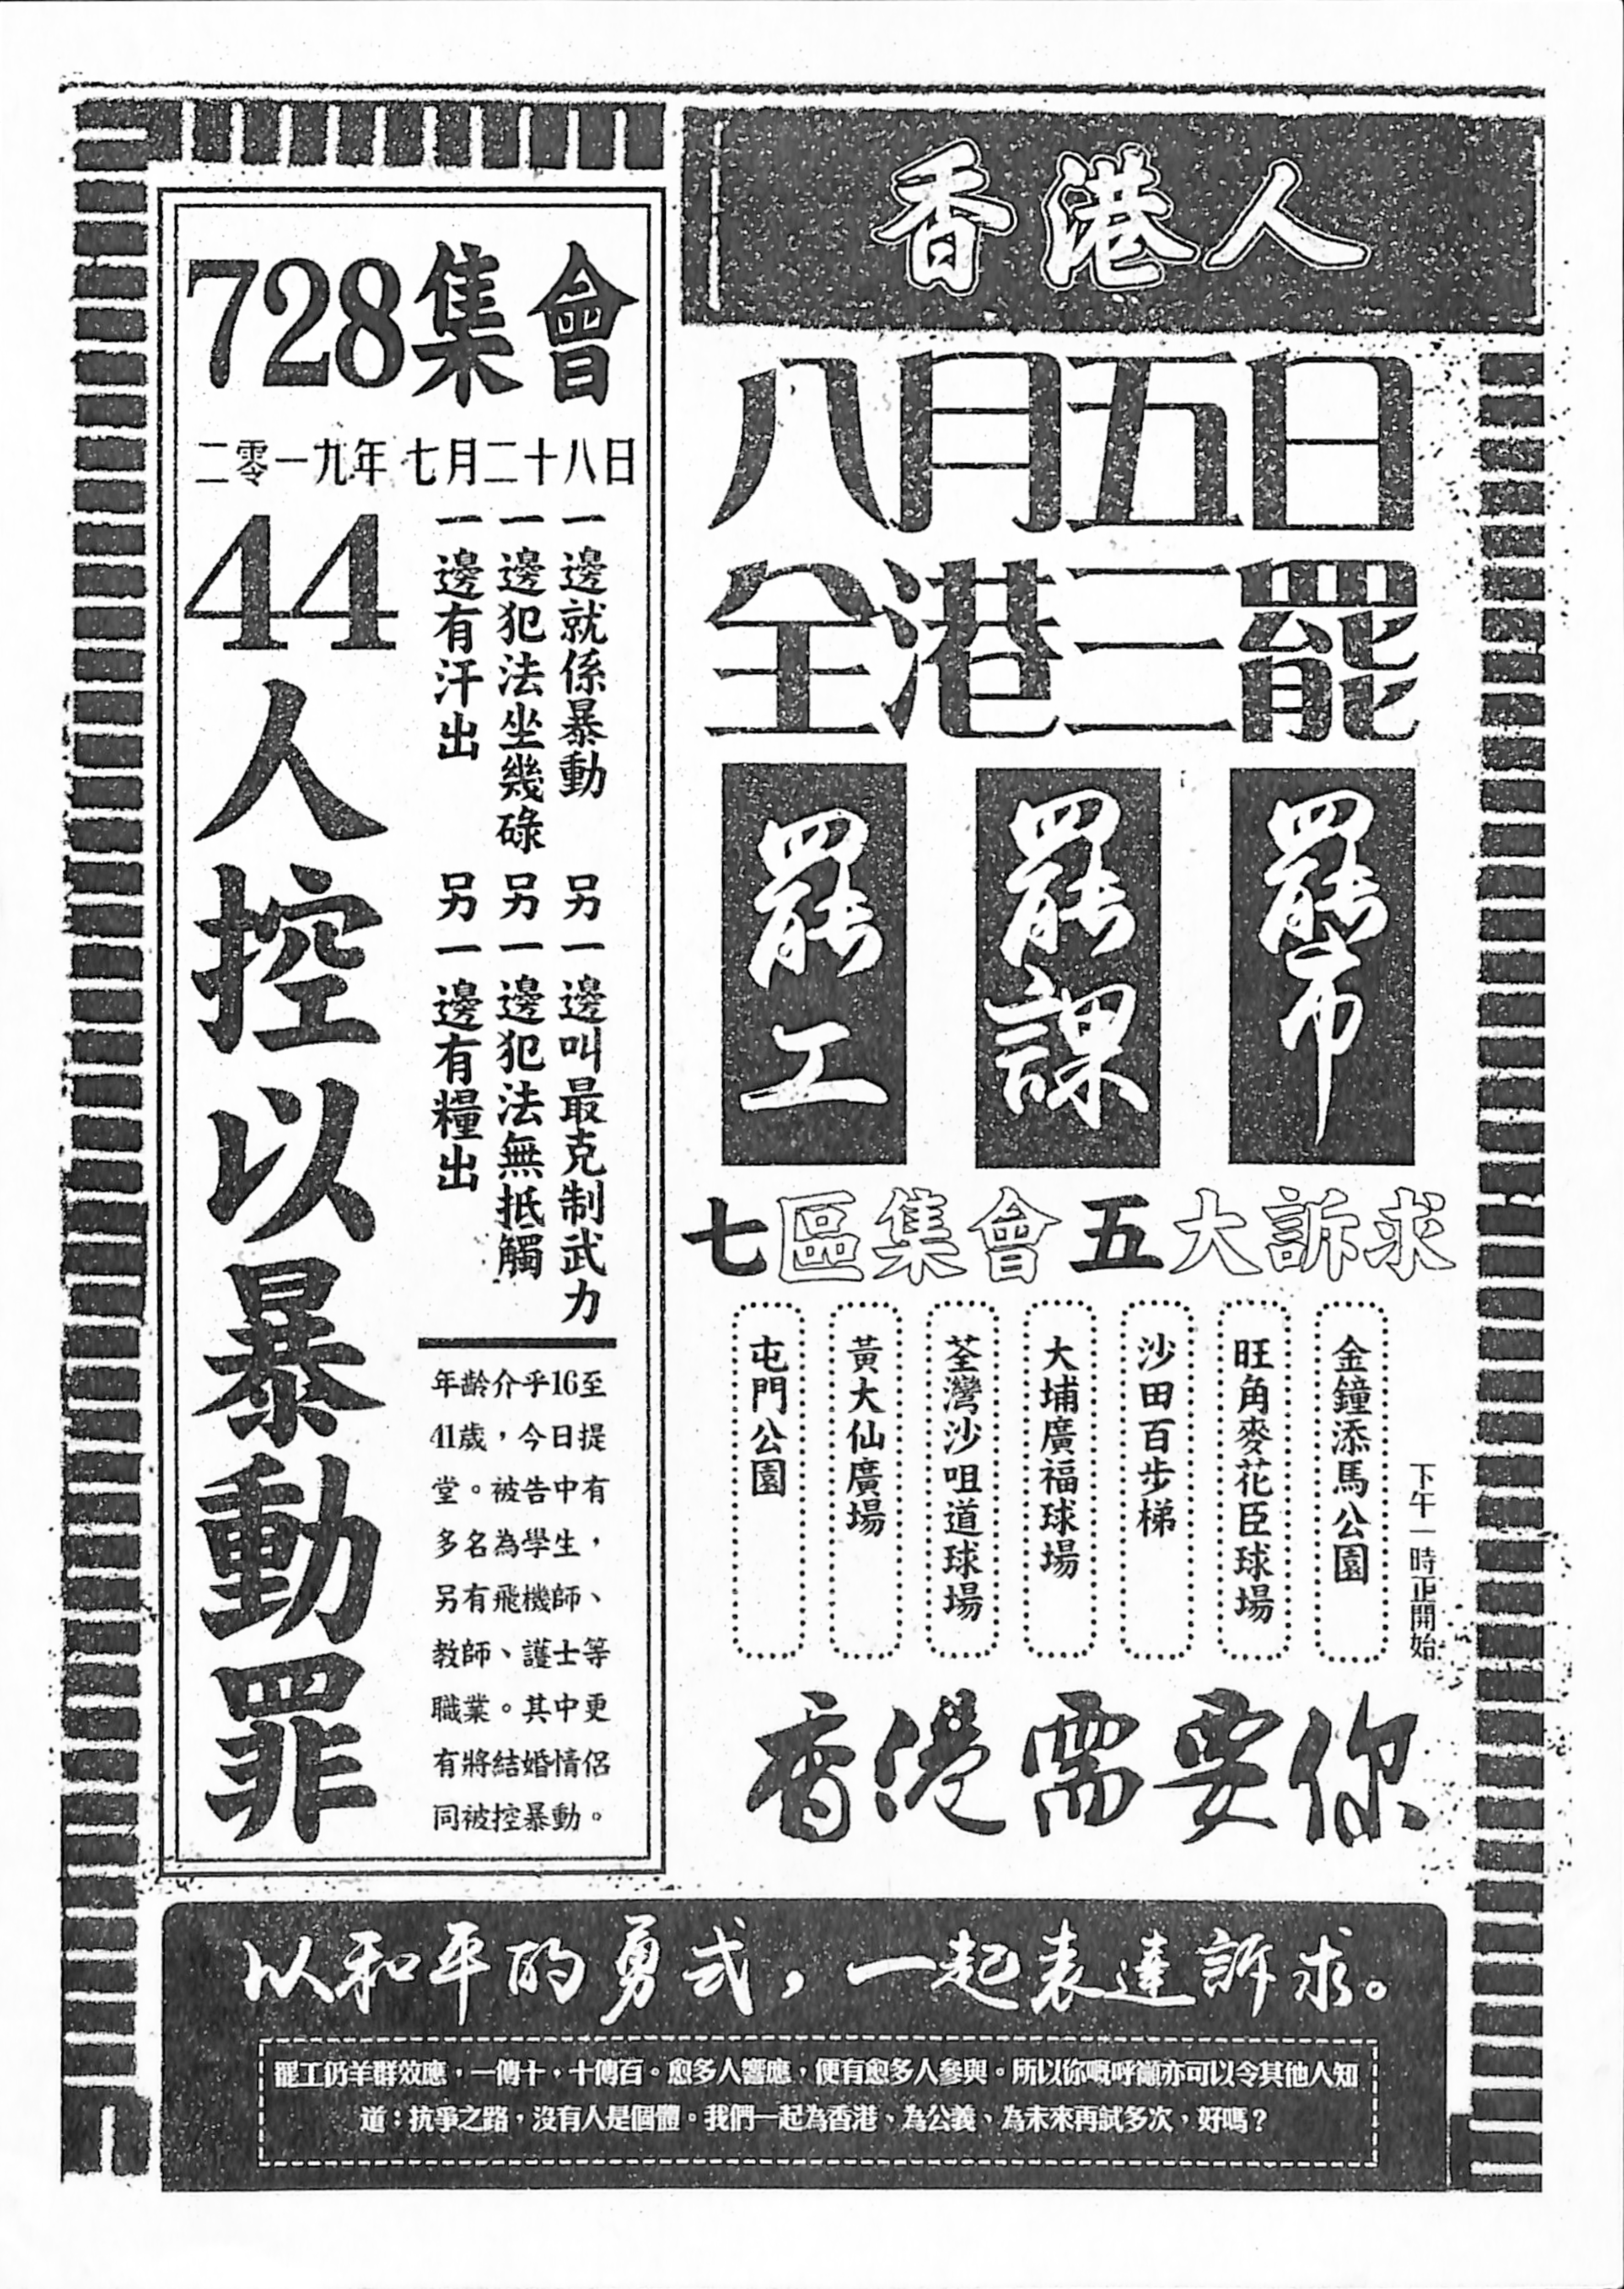 香港人
八月五日
全港三罷
罷市
罷課
罷工
七區集會 五大訴求
下午一時正開始
金鐘添馬公園
旺角麥花臣球場
沙田百步梯
大埔廣福球場
荃灣沙咀道球場
黃大仙廣場
屯門公園
香港需要你
728集會
二零一九年 七月二十八日
一邊就係暴動 另一邊叫最克制武力
一邊犯法坐幾碌 另一邊犯法無抵觸
一邊有汗出 另一邊有糧出
44人控以暴動罪
年齡介乎16至
41歲，今日提
堂。被告中有
多名為學生，
另有飛機師、
教師、護士等
職業。其中更
有將結婚情侶
同被控暴動。
以和平的勇武，一起表達訴求。
罷工仍羊群效應，一傳十，十傳百。愈多人響應，便有愈多人參與。所以你嘅呼籲亦可以令其他人知
道：抗爭之路，沒有人是個體。我們一起為香港、為公義、為未來再試多次，好嗎？